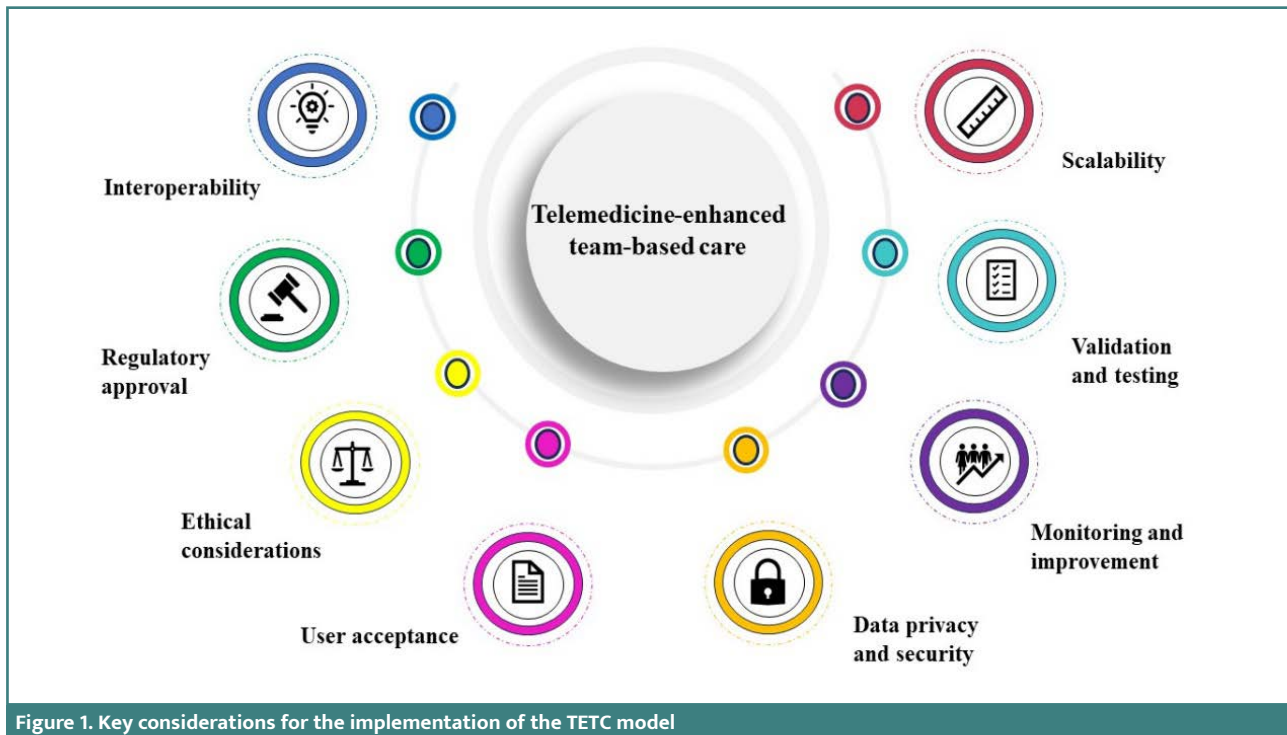 Telemedicine-enhanced
team-based care
Interoperability
Regulatory
approval
Ethical
considerations
User acceptance
Data privacy
and security
Monitoring and
improvement
Validation
and testing
Scalability
Figure 1. Key considerations for the implementation of the TETC model